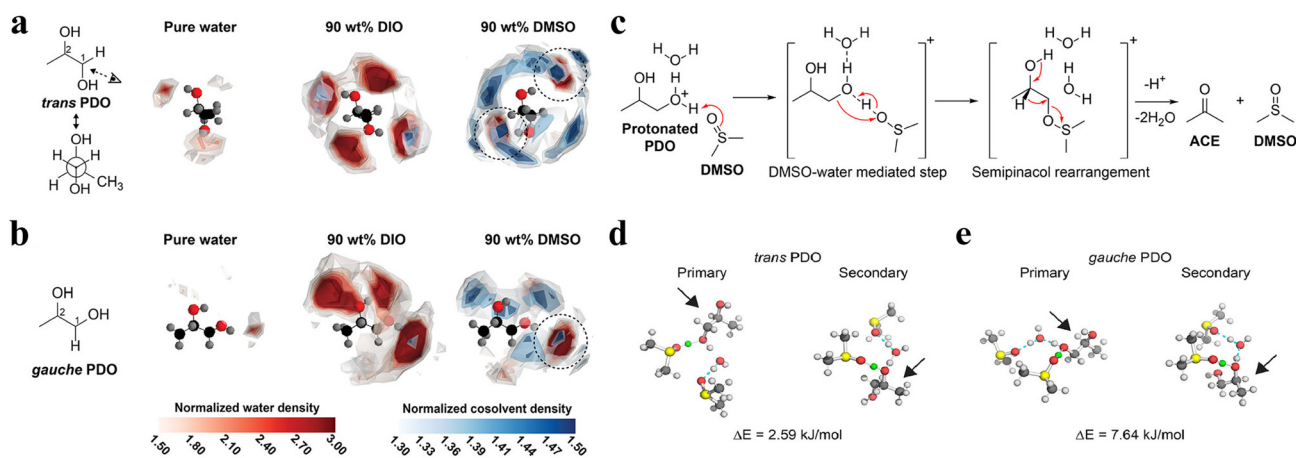 a
Pure water
90 wt% DIO
90 wt% DMSO
OH
2
1
H
OH
trans PDO
OH
H
H
H
CH3
OH
b
Pure water
90 wt% DIO
90 wt% DMSO
OH
2
1
OH
H
gauche PDO
Normalized water density
1.50 1.80 2.10 2.40 2.70 3.00
Normalized cosolvent density
1.30 1.33 1.36 1.39 1.41 1.44 1.47 1.50
c
H O H
OH H
O+
H
Protonated
PDO
O
S
DMSO
+
H O H
OH H
O
H
O
S
DMSO-water mediated step
+
H O H
O H
H
O H
H
O
S
Semipinacol rearrangement
-H+
-2H2O
O
ACE
+
O
S
DMSO
d
trans PDO
Primary
Secondary
ΔE = 2.59 kJ/mol
e
gauche PDO
Primary
Secondary
ΔE = 7.64 kJ/mol